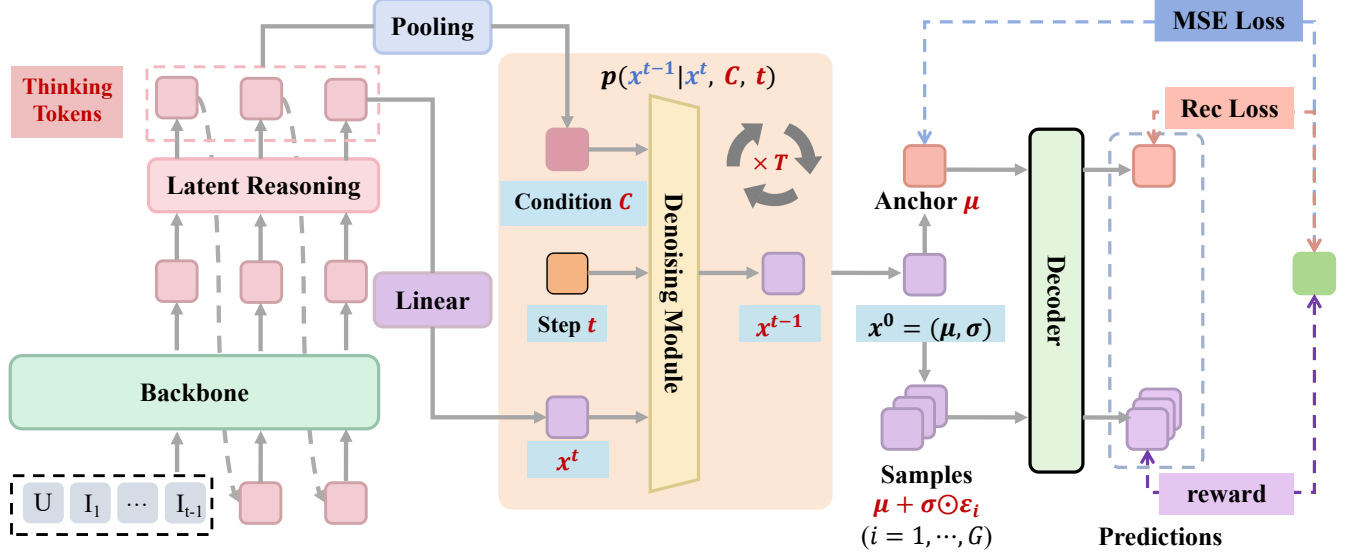 Pooling
MSE Loss
Thinking
Tokens
p(x^{t-1}|x^t, C, t)
Rec Loss
× T
Latent Reasoning
Condition C
Anchor μ
Denoising Module
Decoder
Linear
Step t
x^{t-1}
x^0 = (μ, σ)
Backbone
x^t
Samples
μ + σ⊙ε_i
(i = 1, ⋯, G)
reward
Predictions
U I_1 ⋯ I_{t-1}